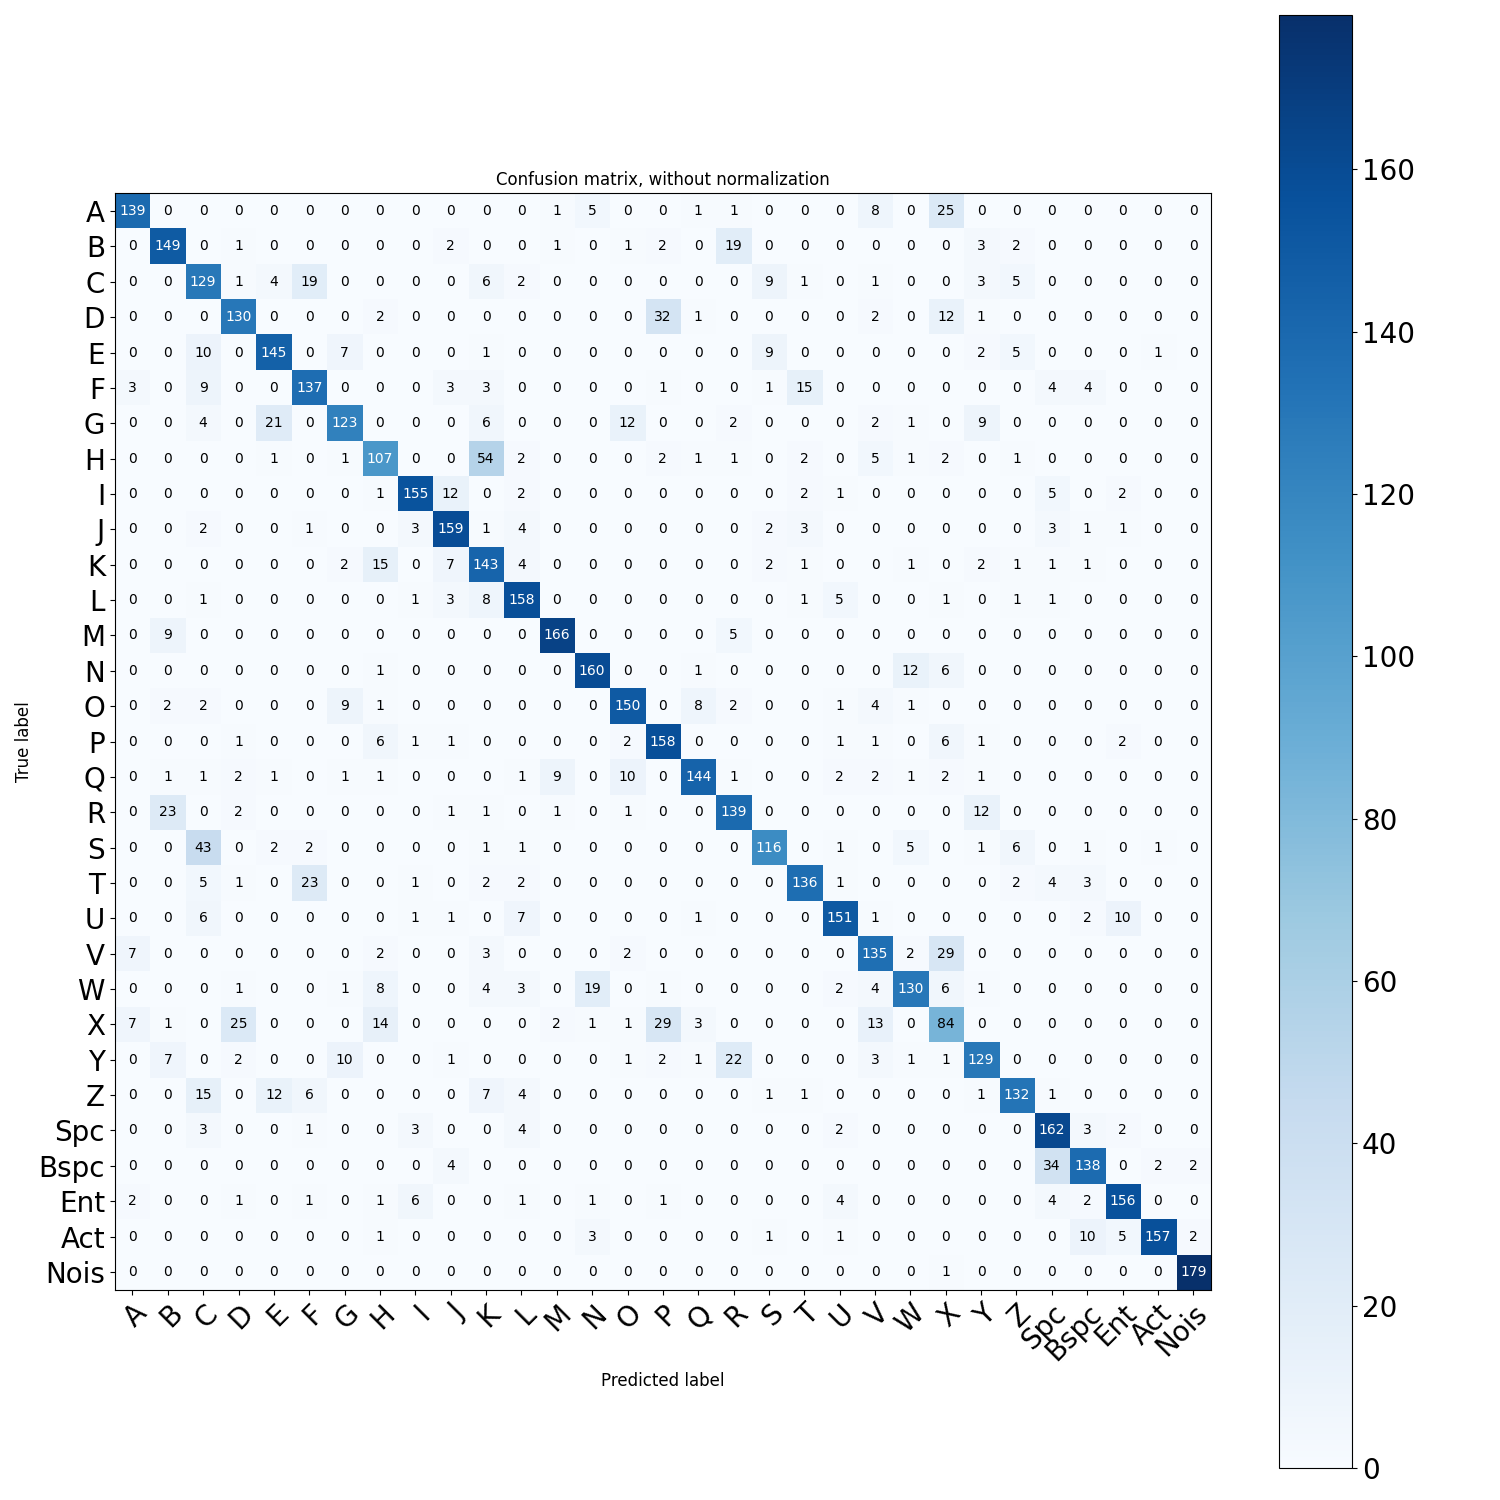 Confusion matrix, without normalization
A 139 0 0 0 0 0 0 0 0 0 0 0 1 5 0 0 1 1 0 0 0 8 0 25 0 0 0 0 0 0 0
B 0 149 0 1 0 0 0 0 0 2 0 0 1 0 1 2 0 19 0 0 0 0 0 0 3 2 0 0 0 0 0
C 0 0 129 1 4 19 0 0 0 0 6 2 0 0 0 0 0 0 9 1 0 1 0 0 3 5 0 0 0 0 0
D 0 0 0 130 0 0 0 2 0 0 0 0 0 0 0 32 1 0 0 0 0 2 0 12 1 0 0 0 0 0 0
E 0 0 10 0 145 0 7 0 0 0 1 0 0 0 0 0 0 0 9 0 0 0 0 0 2 5 0 0 0 1 0
F 3 0 9 0 0 137 0 0 0 3 3 0 0 0 0 1 0 0 1 15 0 0 0 0 0 0 4 4 0 0 0
G 0 0 4 0 21 0 123 0 0 0 6 0 0 0 12 0 0 2 0 0 0 2 1 0 9 0 0 0 0 0 0
H 0 0 0 0 1 0 1 107 0 0 54 2 0 0 0 2 1 1 0 2 0 5 1 2 0 1 0 0 0 0 0
I 0 0 0 0 0 0 0 1 155 12 0 2 0 0 0 0 0 0 0 2 1 0 0 0 0 0 5 0 2 0 0
J 0 0 2 0 0 1 0 0 3 159 1 4 0 0 0 0 0 0 2 3 0 0 0 0 0 0 3 1 1 0 0
K 0 0 0 0 0 0 2 15 0 7 143 4 0 0 0 0 0 0 2 1 0 0 1 0 2 1 1 1 0 0 0
L 0 0 1 0 0 0 0 0 1 3 8 158 0 0 0 0 0 0 0 1 5 0 0 1 0 1 1 0 0 0 0
M 0 9 0 0 0 0 0 0 0 0 0 0 166 0 0 0 0 5 0 0 0 0 0 0 0 0 0 0 0 0 0
N 0 0 0 0 0 0 0 1 0 0 0 0 0 160 0 0 1 0 0 0 0 0 12 6 0 0 0 0 0 0 0
O 0 2 2 0 0 0 9 1 0 0 0 0 0 0 150 0 8 2 0 0 1 4 1 0 0 0 0 0 0 0 0
P 0 0 0 1 0 0 0 6 1 1 0 0 0 0 2 158 0 0 0 0 1 1 0 6 1 0 0 0 2 0 0
Q 0 1 1 2 1 0 1 1 0 0 0 1 9 0 10 0 144 1 0 0 2 2 1 2 1 0 0 0 0 0 0
R 0 23 0 2 0 0 0 0 0 1 1 0 1 0 1 0 0 139 0 0 0 0 0 0 12 0 0 0 0 0 0
S 0 0 43 0 2 2 0 0 0 0 1 1 0 0 0 0 0 0 116 0 1 0 5 0 1 6 0 1 0 1 0
T 0 0 5 1 0 23 0 0 1 0 2 2 0 0 0 0 0 0 0 136 1 0 0 0 0 2 4 3 0 0 0
U 0 0 6 0 0 0 0 0 1 1 0 7 0 0 0 0 1 0 0 0 151 1 0 0 0 0 0 2 10 0 0
V 7 0 0 0 0 0 0 2 0 0 3 0 0 0 2 0 0 0 0 0 0 135 2 29 0 0 0 0 0 0 0
W 0 0 0 1 0 0 1 8 0 0 4 3 0 19 0 1 0 0 0 0 2 4 130 6 1 0 0 0 0 0 0
X 7 1 0 25 0 0 0 14 0 0 0 0 2 1 1 29 3 0 0 0 0 13 0 84 0 0 0 0 0 0 0
Y 0 7 0 2 0 0 10 0 0 1 0 0 0 0 1 2 1 22 0 0 0 3 1 1 129 0 0 0 0 0 0
Z 0 0 15 0 12 6 0 0 0 0 7 4 0 0 0 0 0 0 1 1 0 0 0 0 1 132 1 0 0 0 0
Spc 0 0 3 0 0 1 0 0 3 0 0 4 0 0 0 0 0 0 0 0 2 0 0 0 0 0 162 3 2 0 0
Bspc 0 0 0 0 0 0 0 0 0 4 0 0 0 0 0 0 0 0 0 0 0 0 0 0 0 0 34 138 0 2 2
Ent 2 0 0 1 0 1 0 1 6 0 0 1 0 1 0 1 0 0 0 0 4 0 0 0 0 0 4 2 156 0 0
Act 0 0 0 0 0 0 0 1 0 0 0 0 0 3 0 0 0 0 1 0 1 0 0 0 0 0 0 10 5 157 2
Nois 0 0 0 0 0 0 0 0 0 0 0 0 0 0 0 0 0 0 0 0 0 0 0 1 0 0 0 0 0 0 179
A B C D E F G H I J K L M N O P Q R S T U V W X Y Z Spc Bspc Ent Act Nois
Predicted label
True label
160
140
120
100
80
60
40
20
0